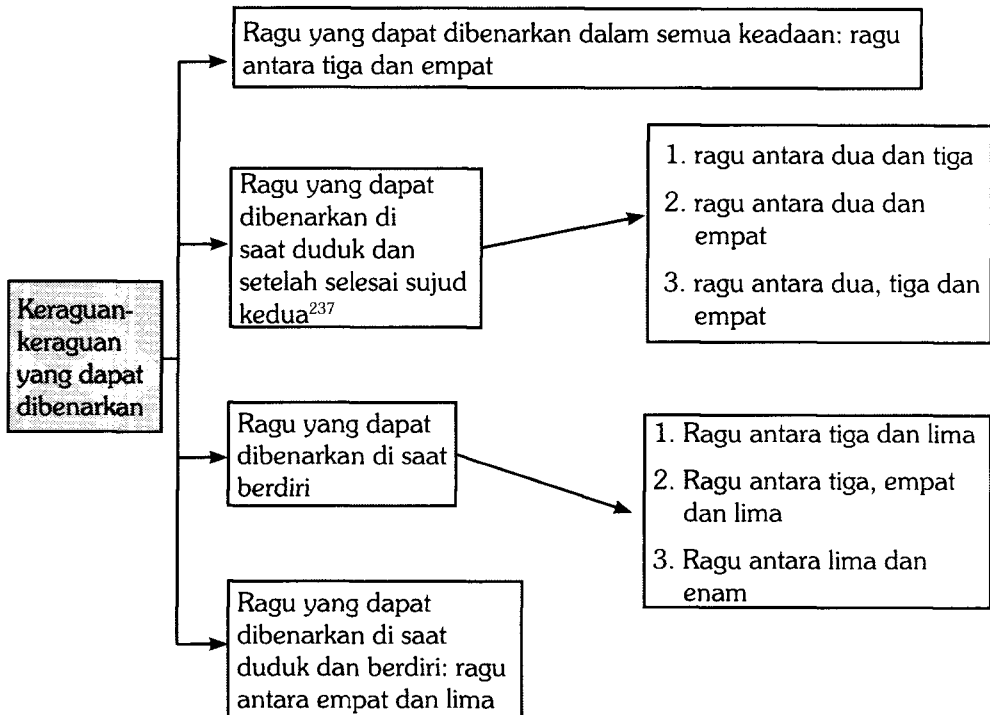 Ragu yang dapat dibenarkan dalam semua keadaan: ragu
antara tiga dan empat
Keraguan-
keraguan
yang dapat
dibenarkan
Ragu yang dapat
dibenarkan di
saat duduk dan
setelah selesai sujud
kedua²³⁷
1. ragu antara dua dan tiga
2. ragu antara dua dan
empat
3. ragu antara dua, tiga dan
empat
Ragu yang dapat
dibenarkan di saat
berdiri
1. Ragu antara tiga dan lima
2. Ragu antara tiga, empat
dan lima
3. Ragu antara lima dan
enam
Ragu yang dapat
dibenarkan di saat
duduk dan berdiri: ragu
antara empat dan lima